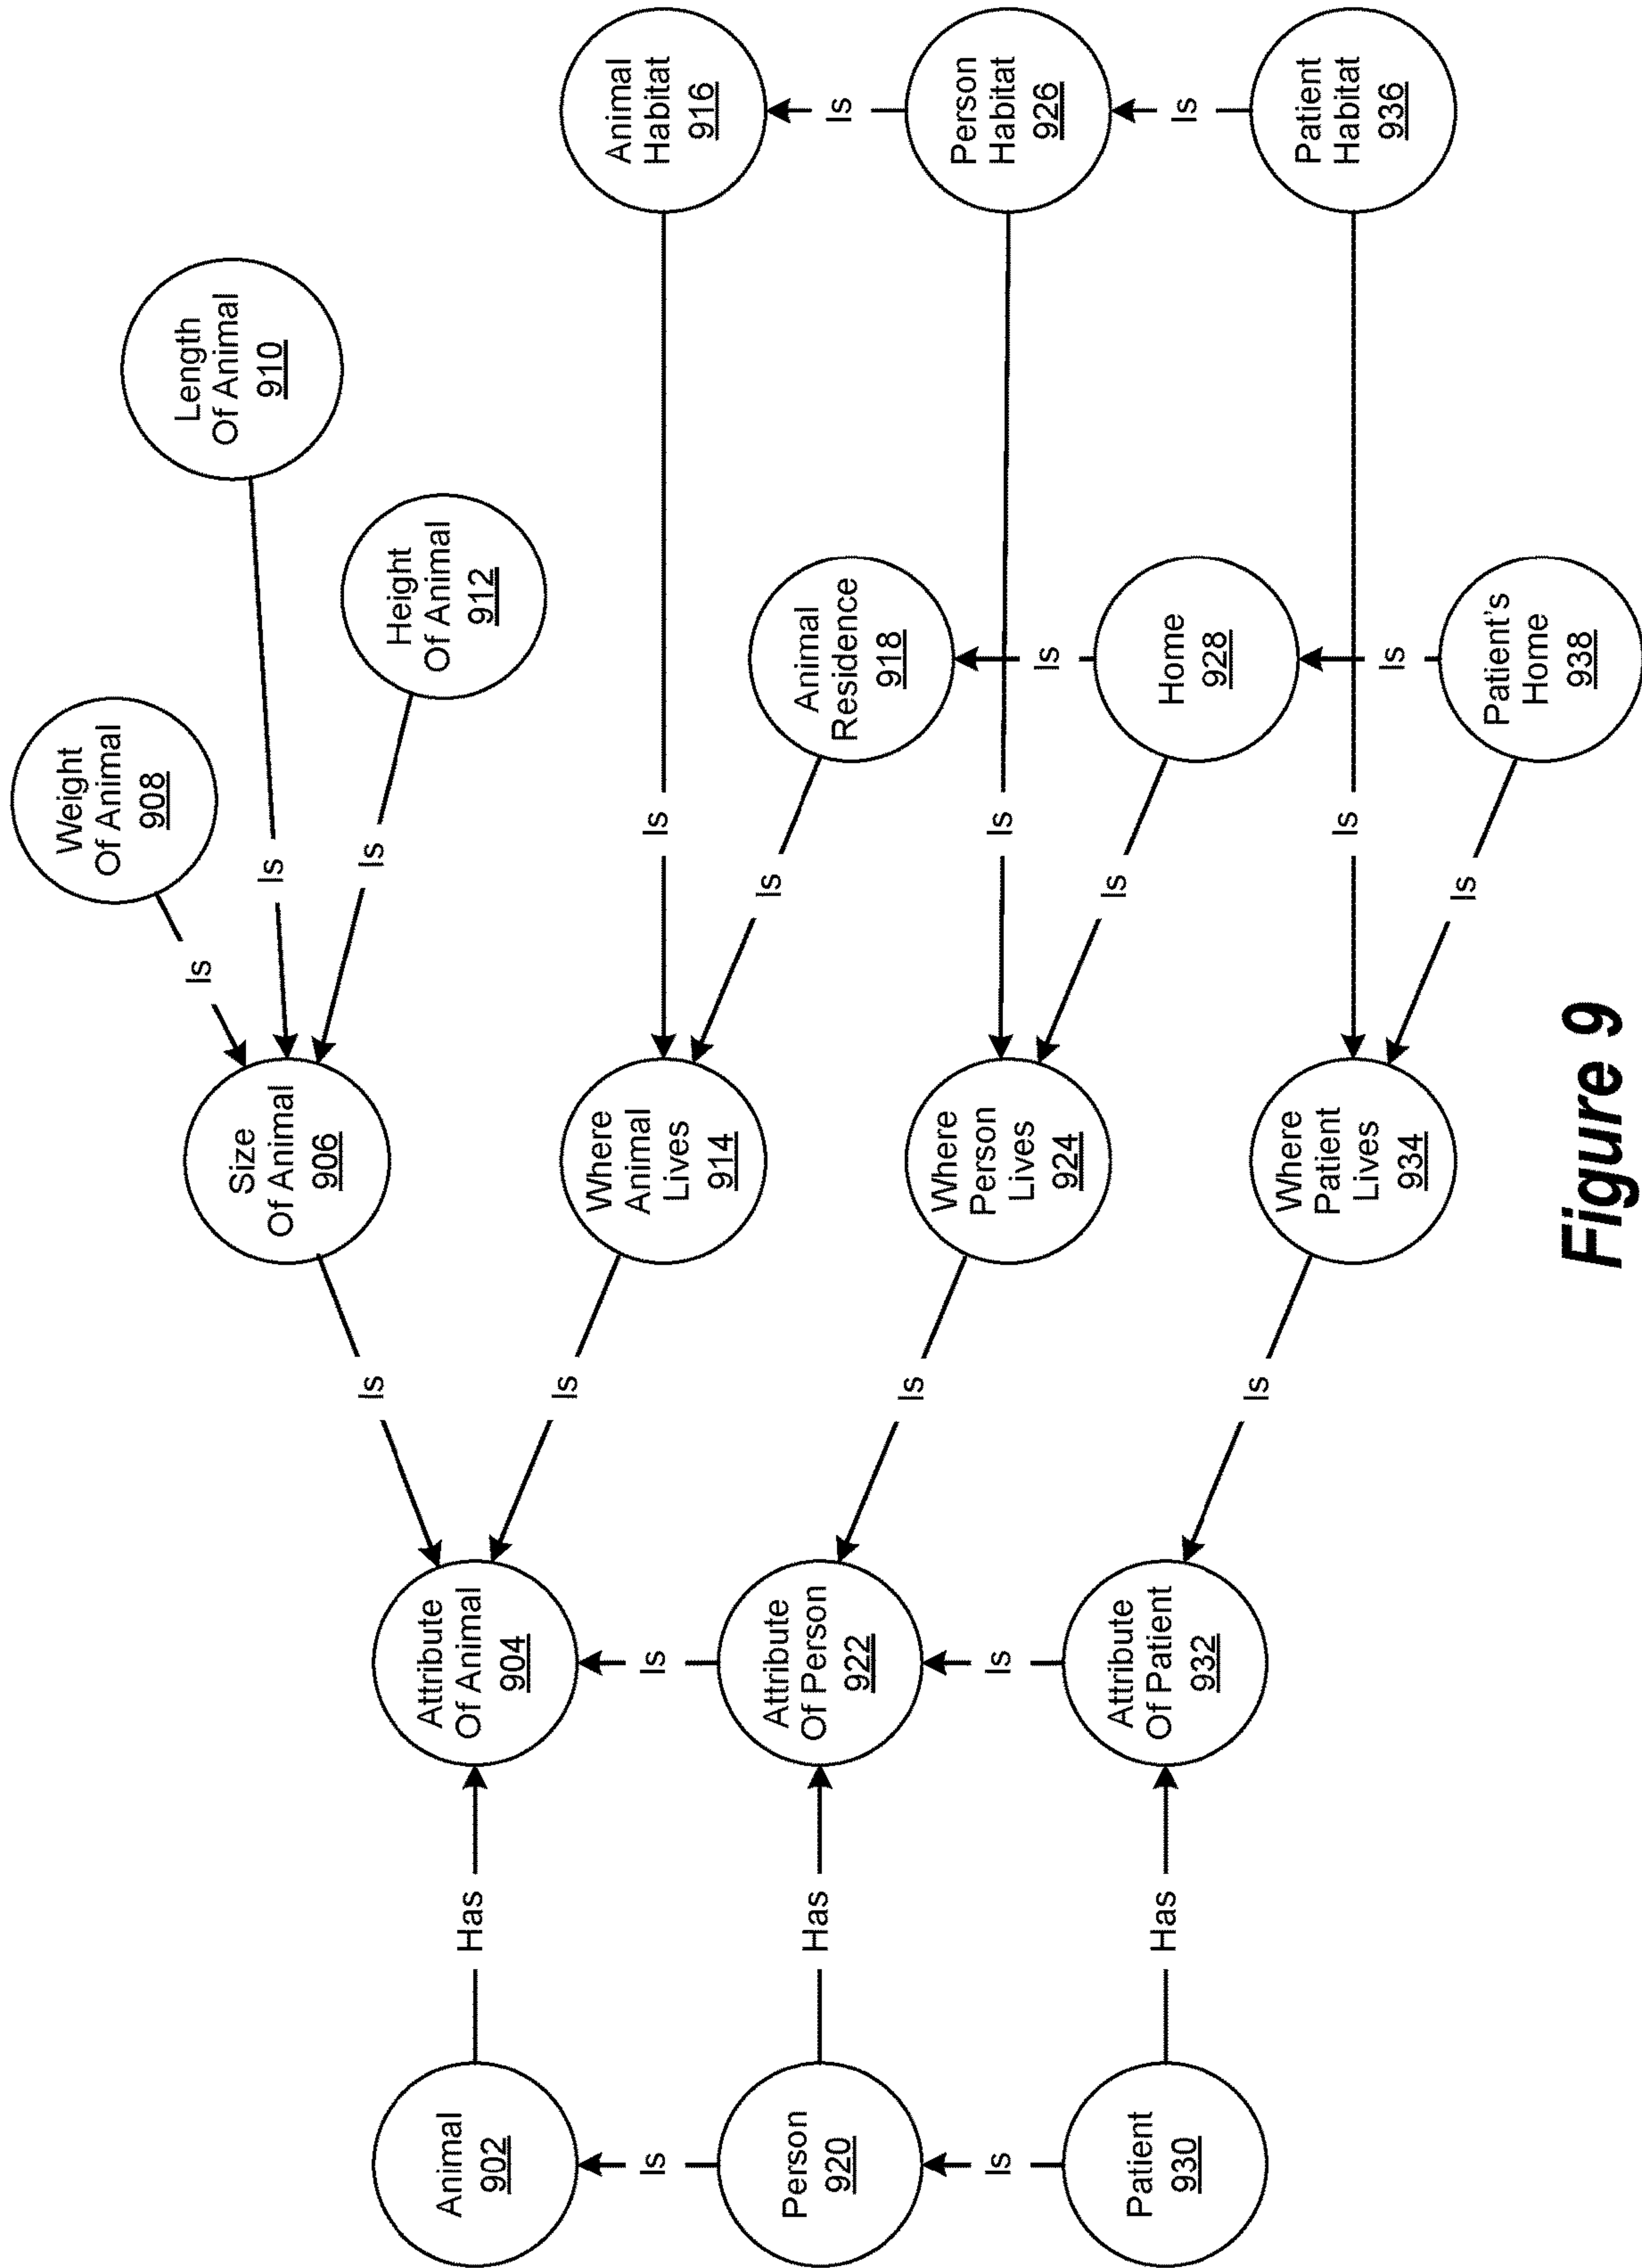 Weight
Of Animal
908
Length
Of Animal
910
Is
Is
Is
Height
Of Animal
912
Size
Of Animal
906
Is
Animal
Habitat
916
Is
Where
Animal
Lives
914
Is
Animal
Residence
918
Is
Is
Animal
902
Has
Attribute
Of Animal
904
Is
Is
Is
Person
Habitat
926
Is
Where
Person
Lives
924
Is
Home
928
Is
Is
Person
920
Has
Attribute
Of Person
922
Is
Is
Is
Patient
Habitat
936
Is
Where
Patient
Lives
934
Is
Patient's
Home
938
Is
Is
Patient
930
Has
Attribute
Of Patient
932
Figure 9